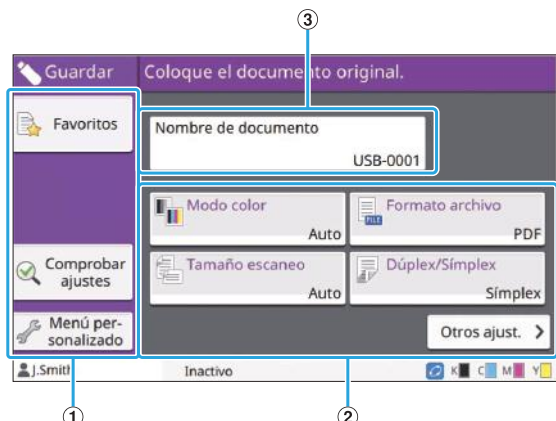 ③
Guardar
Coloque el documento original.
Favoritos
Nombre de documento
USB-0001
Modo color
Auto
Formato archivo
FILE
PDF
Comprobar
ajustes
Tamaño escaneo
Auto
Dúplex/Símplex
Símplex
Menú per-
sonalizado
Otros ajust.
J.Smith
Inactivo
K C M Y
① ②